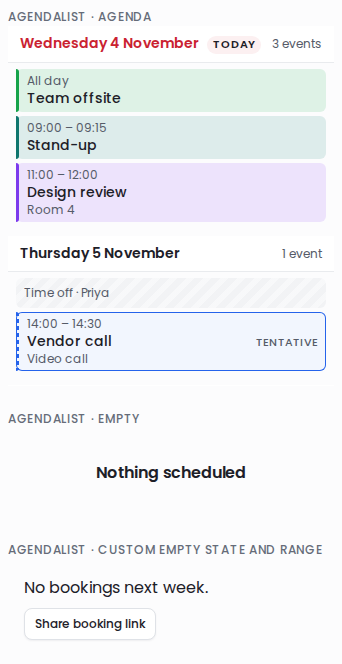 AGENDALIST · AGENDA
Wednesday 4 November TODAY 3 events
All day
Team offsite
09:00 – 09:15
Stand-up
11:00 – 12:00
Design review
Room 4
Thursday 5 November 1 event
Time off · Priya
14:00 – 14:30
Vendor call TENTATIVE
Video call
AGENDALIST · EMPTY
Nothing scheduled
AGENDALIST · CUSTOM EMPTY STATE AND RANGE
No bookings next week.
Share booking link